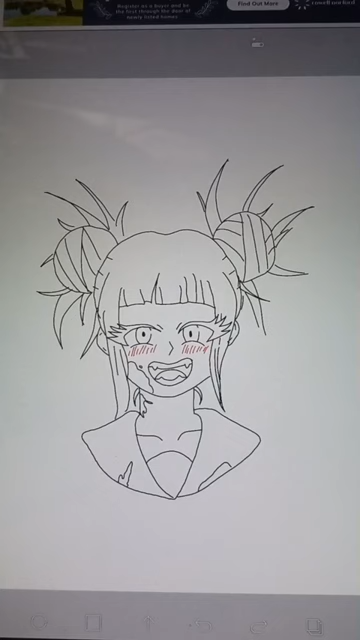 Register as a buyer and be
the first through the door of
newly listed homes.
Find Out More